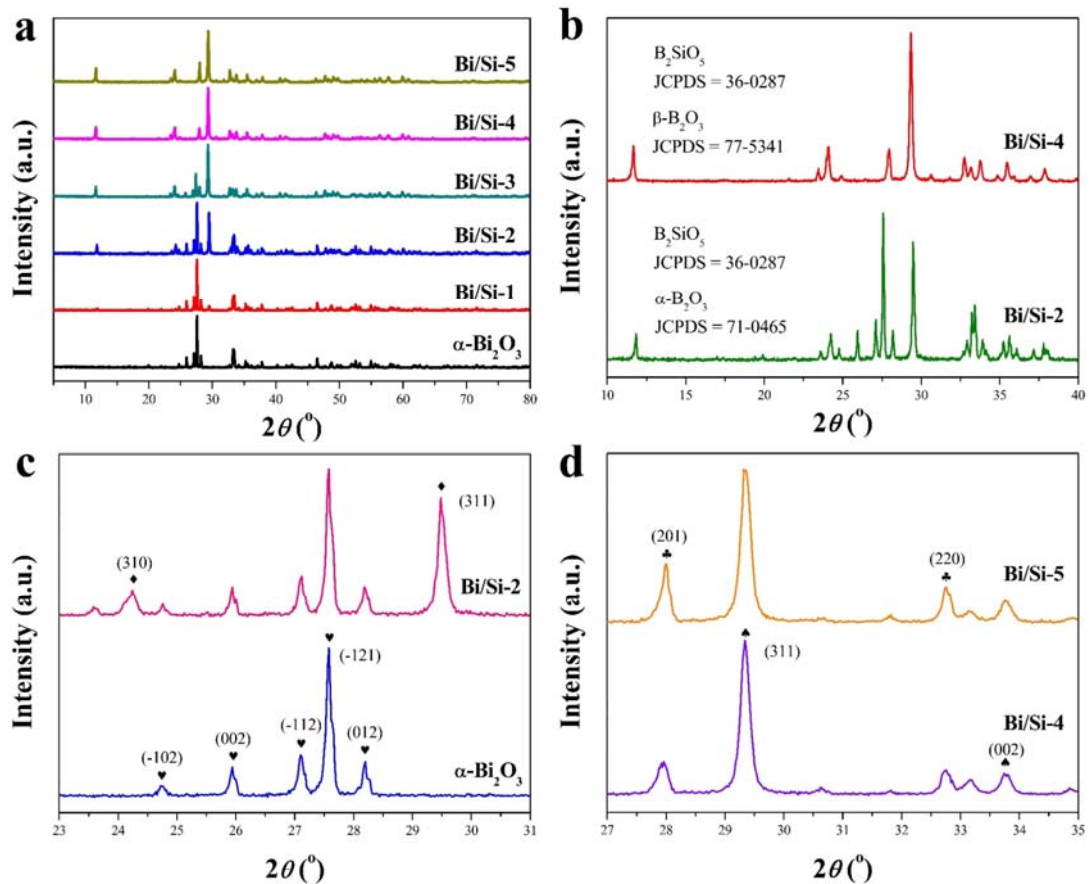 a
Intensity (a.u.)
Bi/Si-5
Bi/Si-4
Bi/Si-3
Bi/Si-2
Bi/Si-1
α-Bi₂O₃
10 20 30 40 50 60 70 80
2θ (°)
b
Intensity (a.u.)
B₂SiO₅
JCPDS = 36-0287
β-B₂O₃
JCPDS = 77-5341
Bi/Si-4
B₂SiO₅
JCPDS = 36-0287
α-B₂O₃
JCPDS = 71-0465
Bi/Si-2
10 15 20 25 30 35 40
2θ (°)
c
Intensity (a.u.)
♦
(311)
(310)
♦
Bi/Si-2
♥
(-121)
(-112)
♥
(012)
♥
(002)
♥
(-102)
♥
α-Bi₂O₃
23 24 25 26 27 28 29 30 31
2θ (°)
d
Intensity (a.u.)
(201)
♣
(220)
♣
Bi/Si-5
♠
(311)
Bi/Si-4
(002)
♠
27 28 29 30 31 32 33 34 35
2θ (°)